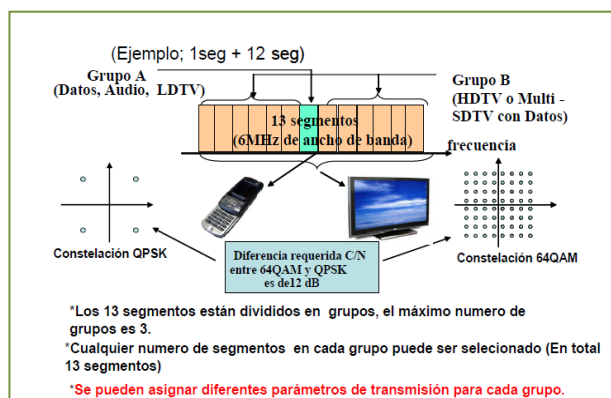 (Ejemplo; 1seg + 12 seg)
Grupo A
(Datos, Audio, LDTV)
Grupo B
(HDTV o Multi -
SDTV con Datos)
13 segmentos
(6MHz de ancho de banda)
frecuencia
Constelación QPSK
Constelación 64QAM
Diferencia requerida C/N
entre 64QAM y QPSK
es de12 dB
*Los 13 segmentos están divididos en grupos, el máximo numero de
grupos es 3.
*Cualquier numero de segmentos en cada grupo puede ser selecionado (En total
13 segmentos)
*Se pueden asignar diferentes parámetros de transmisión para cada grupo.